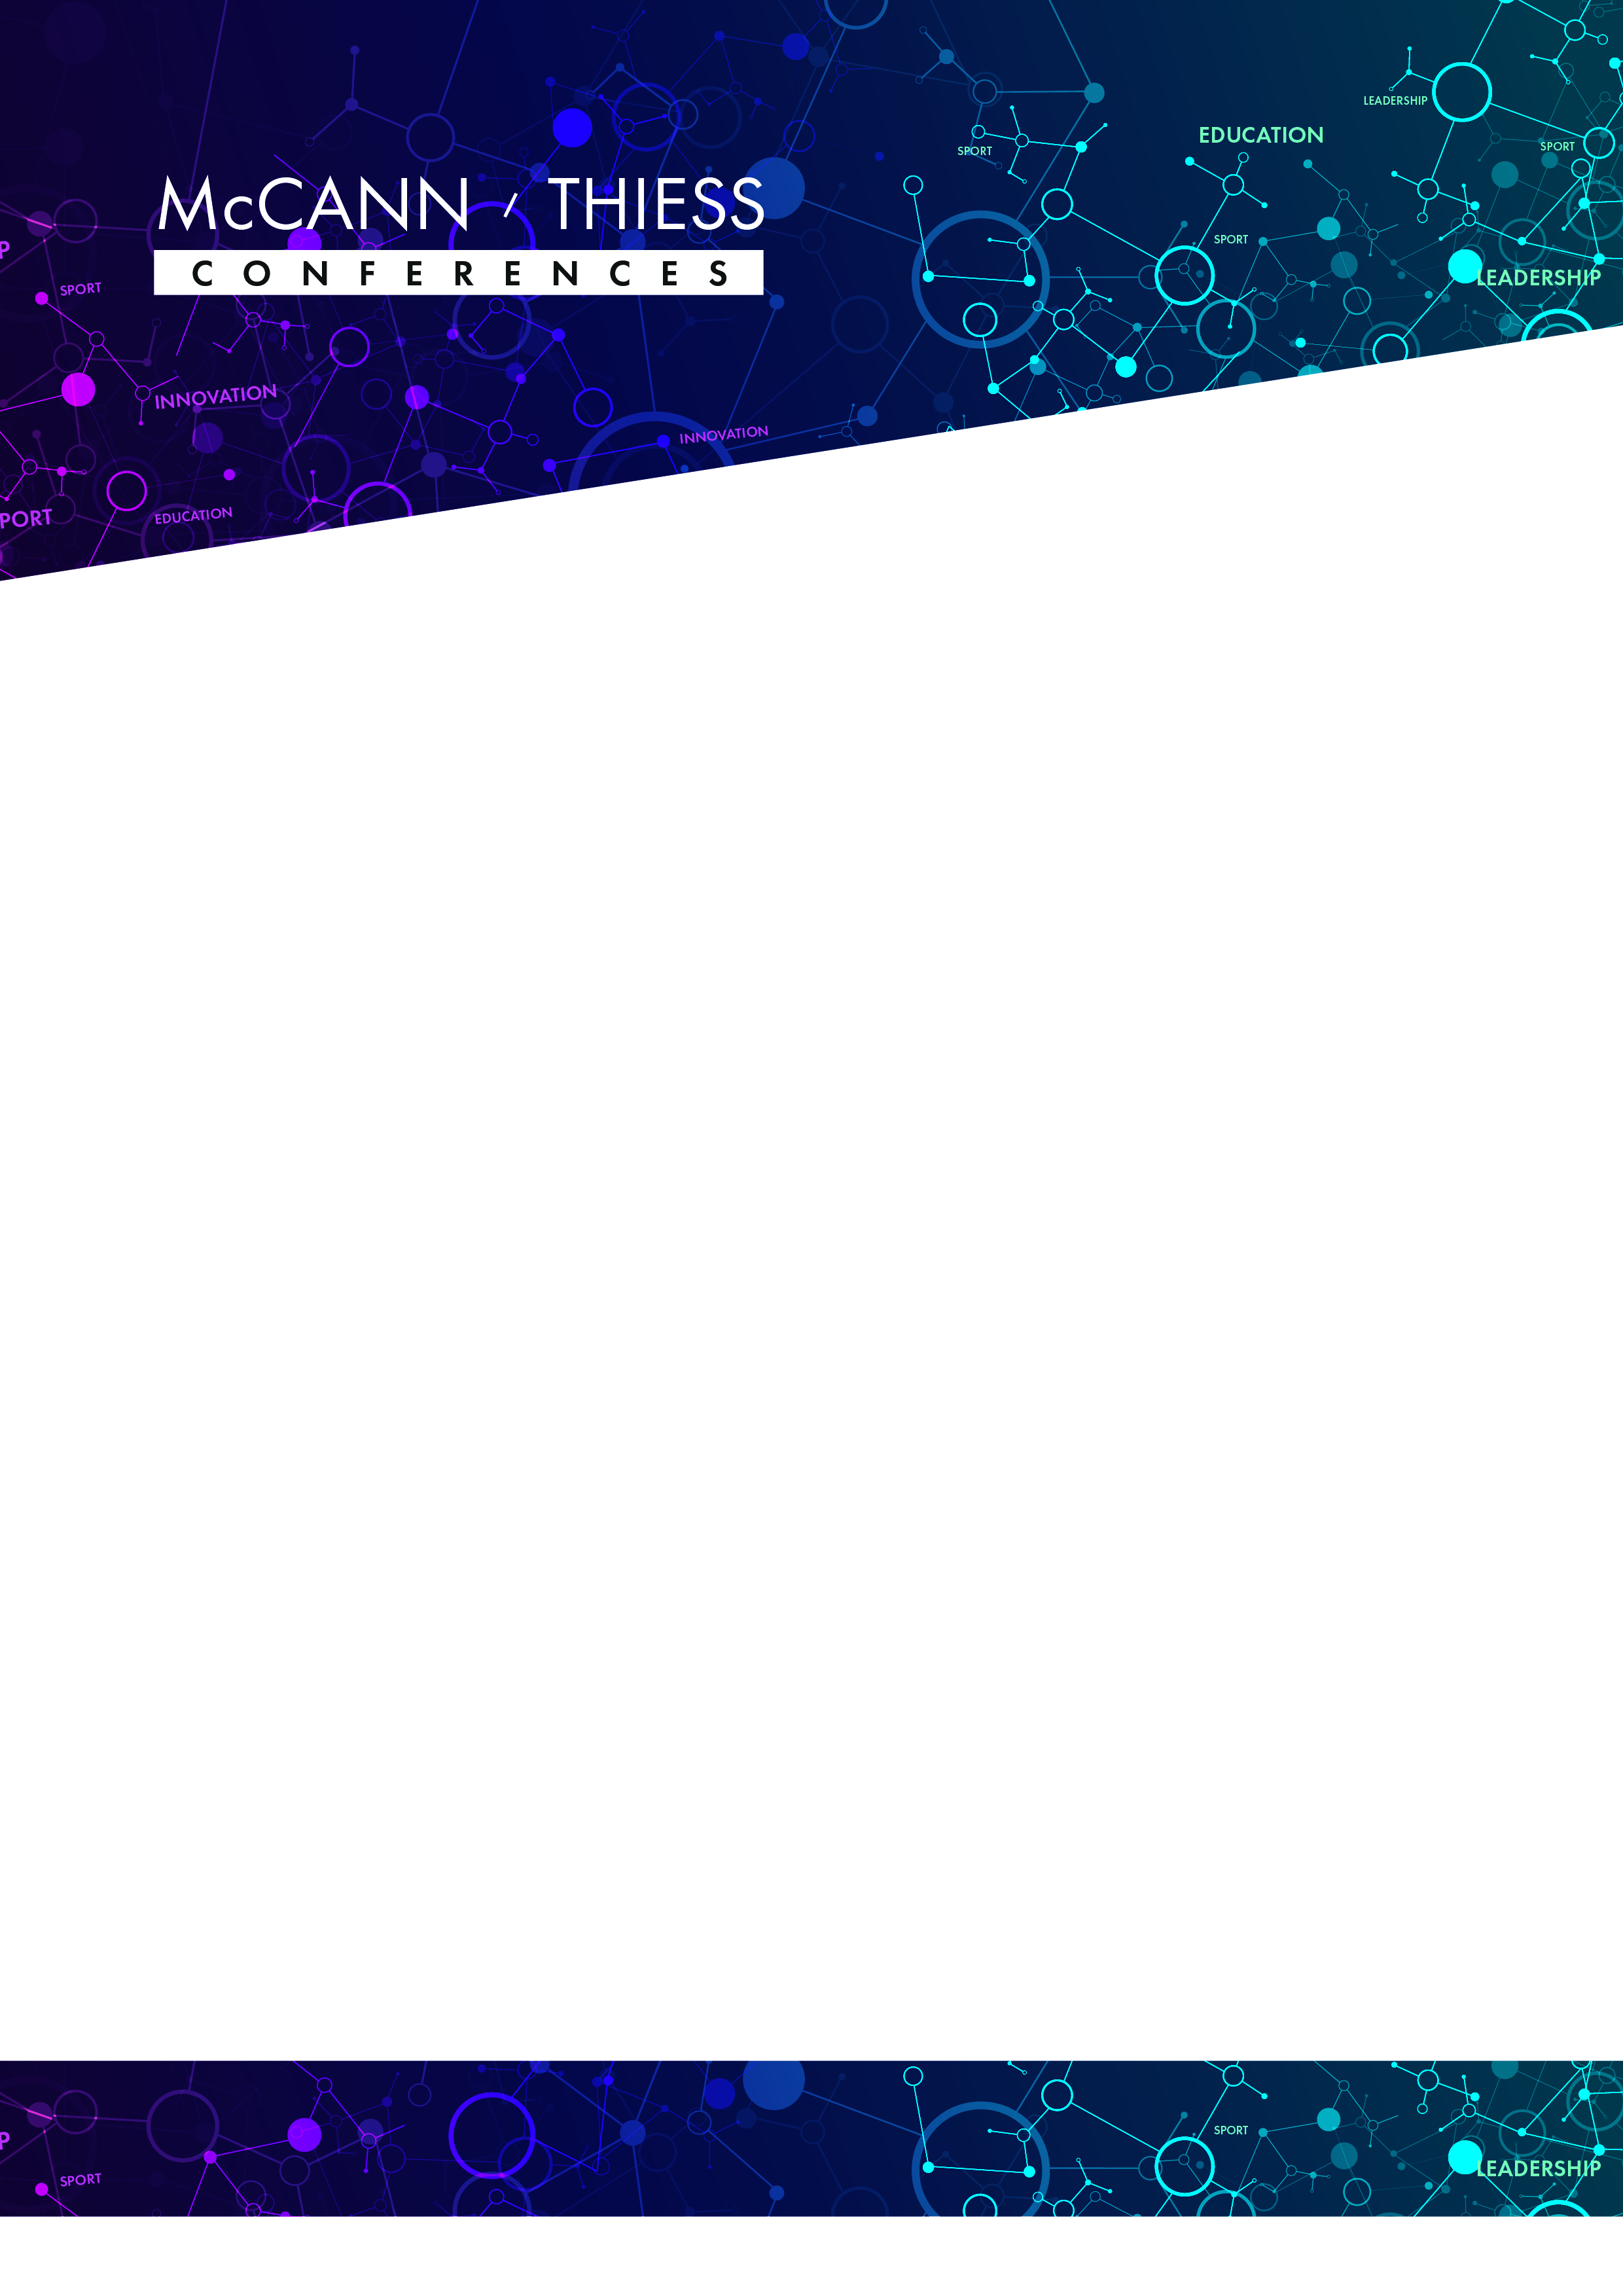 LEADERSHIP
EDUCATION
SPORT
SPORT
McCANN / THIESS
SPORT
CONFERENCES
LEADERSHIP
SPORT
INNOVATION
INNOVATION
EDUCATION
PORT
P
SPORT
P
LEADERSHIP
SPORT